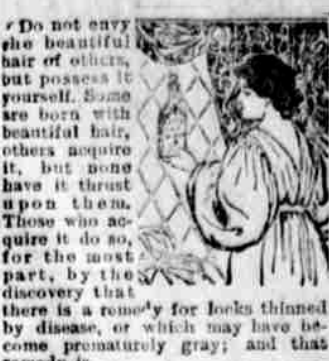 Do not envy
the beautiful
hair of others,
but possess it
yourself. Some
are born with
beautiful hair,
others acquire
it, but none
have it thrust
upon them.
Those who ac-
quire it do so,
for the most
part, by the
discovery that
there is a remedy for locks thinned
by disease, or which may have be-
come prematurely gray; and that
remedy is